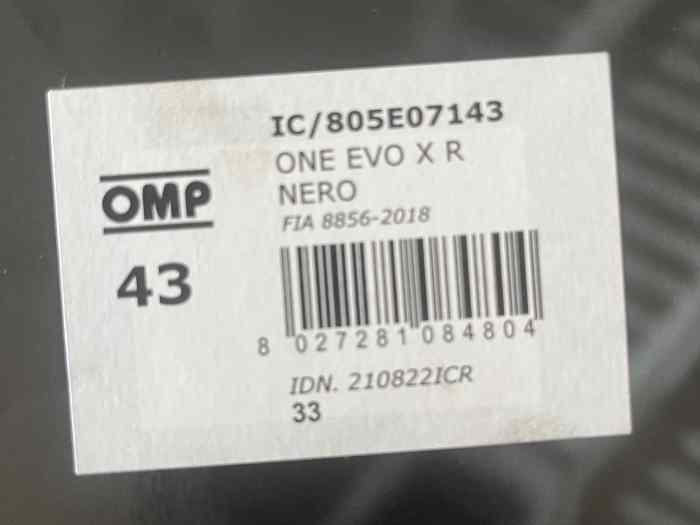 IC/805E07143
ONE EVO X R
NERO
FIA 8856-2018
OMP
43
8 027281 084804
IDN. 210822ICR
33